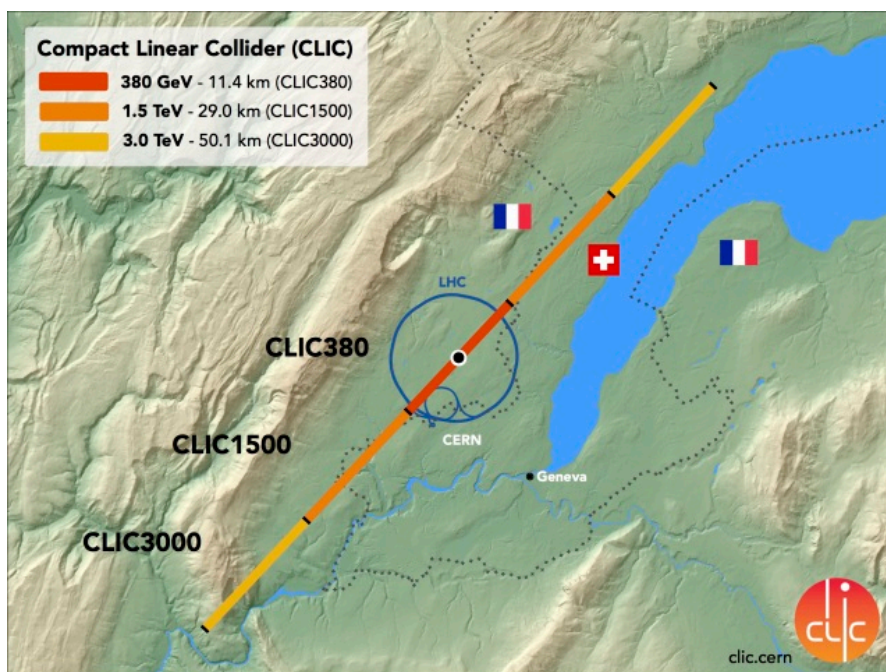 Compact Linear Collider (CLIC)
380 GeV - 11.4 km (CLIC380)
1.5 TeV - 29.0 km (CLIC1500)
3.0 TeV - 50.1 km (CLIC3000)
LHC
CLIC380
CLIC1500
CERN
Geneva
CLIC3000
clic
clic.cern